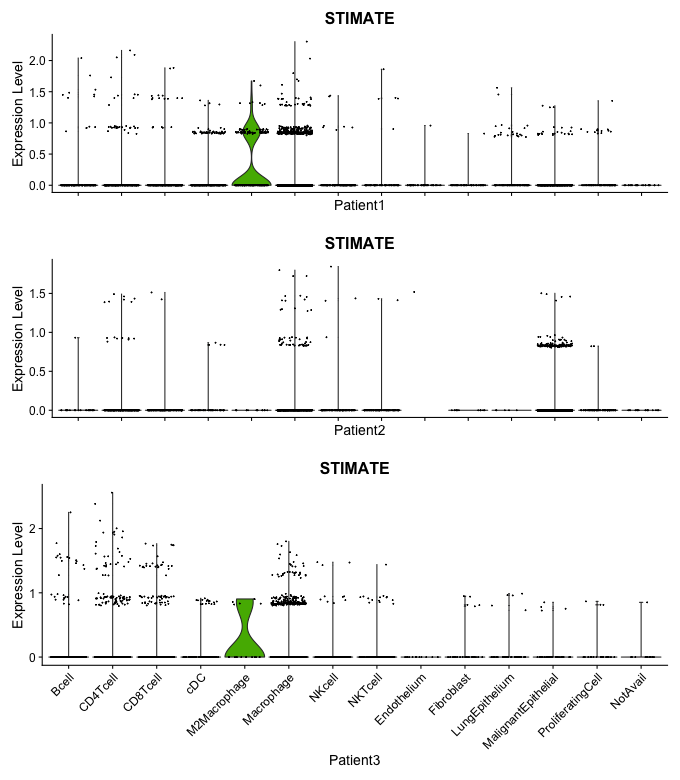 STIMATE
Expression Level
2.0
1.5
1.0
0.5
0.0
Patient1
STIMATE
Expression Level
1.5
1.0
0.5
0.0
Patient2
STIMATE
Expression Level
2
1
0
Bcell
CD4Tcell
CD8Tcell
cDC
M2Macrophage
Macrophage
NKcell
NKTcell
Endothelium
Fibroblast
LungEpithelium
MalignantEpithelial
ProliferatingCell
NotAvail
Patient3